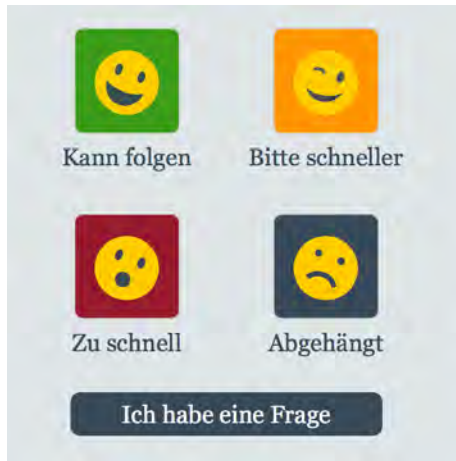 Kann folgen
Bitte schneller
Zu schnell
Abgehängt
Ich habe eine Frage